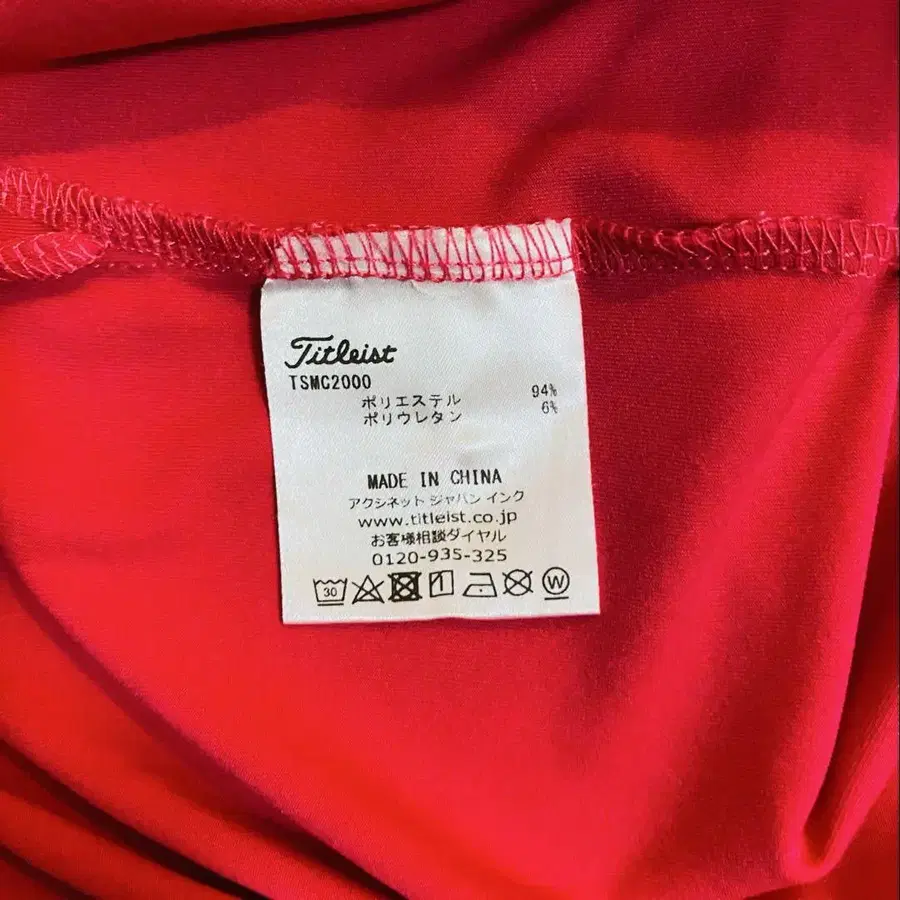 Titleist
TSMC2000
ポリエステル 94%
ポリウレタン 6%
MADE IN CHINA
アクシネット ジャパン インク
www.titleist.co.jp
お客様相談ダイヤル
0120-935-325
30 W